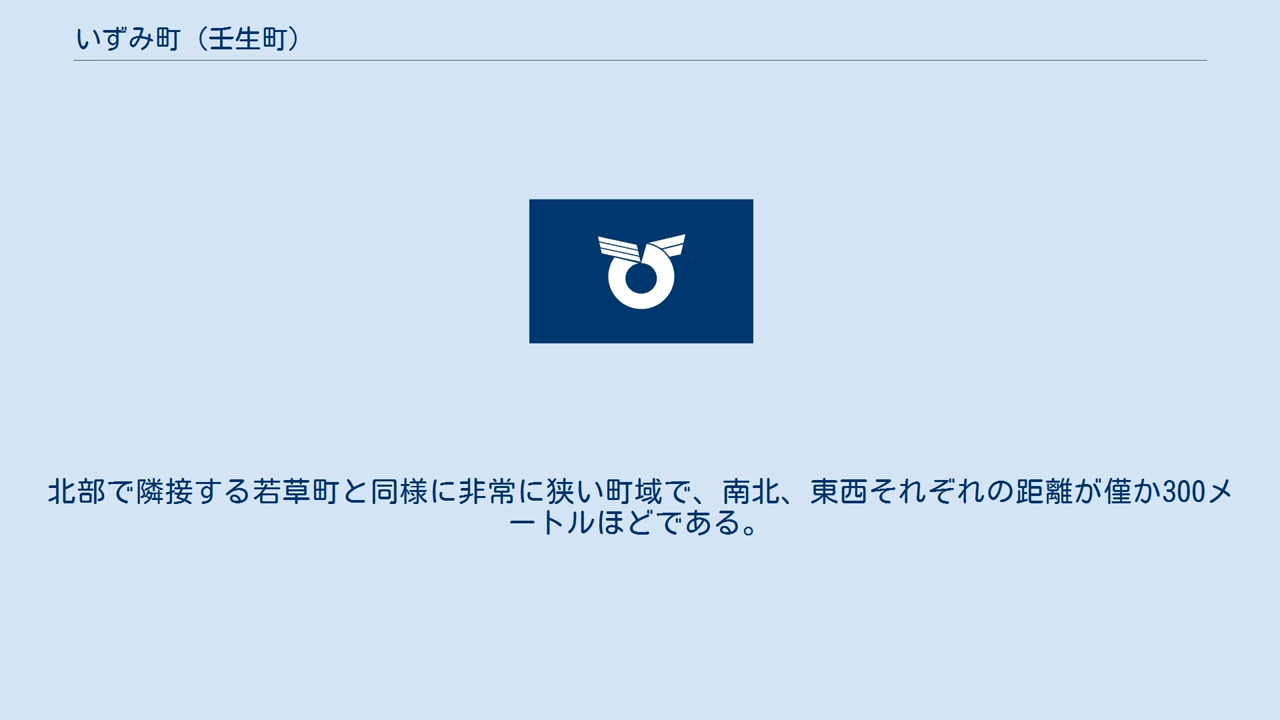 いずみ町（壬生町）
北部で隣接する若草町と同様に非常に狭い町域で、南北、東西それぞれの距離が僅か300メ
ートルほどである。